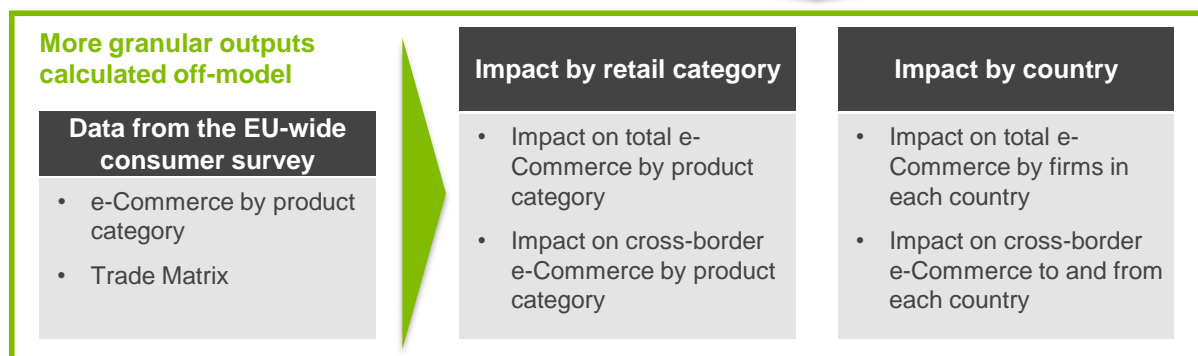 More granular outputs
calculated off-model
Data from the EU-wide
consumer survey
• e-Commerce by product
category
• Trade Matrix
Impact by retail category
• Impact on total e-
Commerce by product
category
• Impact on cross-border
e-Commerce by product
category
Impact by country
• Impact on total e-
Commerce by firms in
each country
• Impact on cross-border
e-Commerce to and from
each country